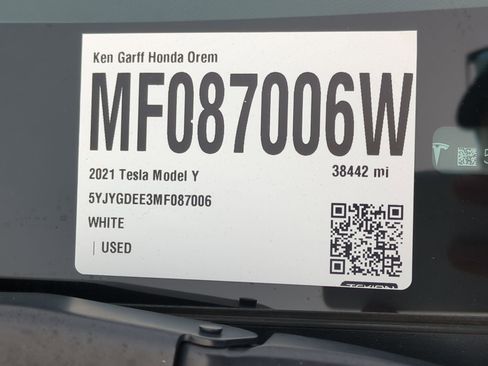 Ken Garff Honda Orem
MF087006W
2021 Tesla Model Y
38442 mi
5YJYGDEE3MF087006
WHITE
| USED